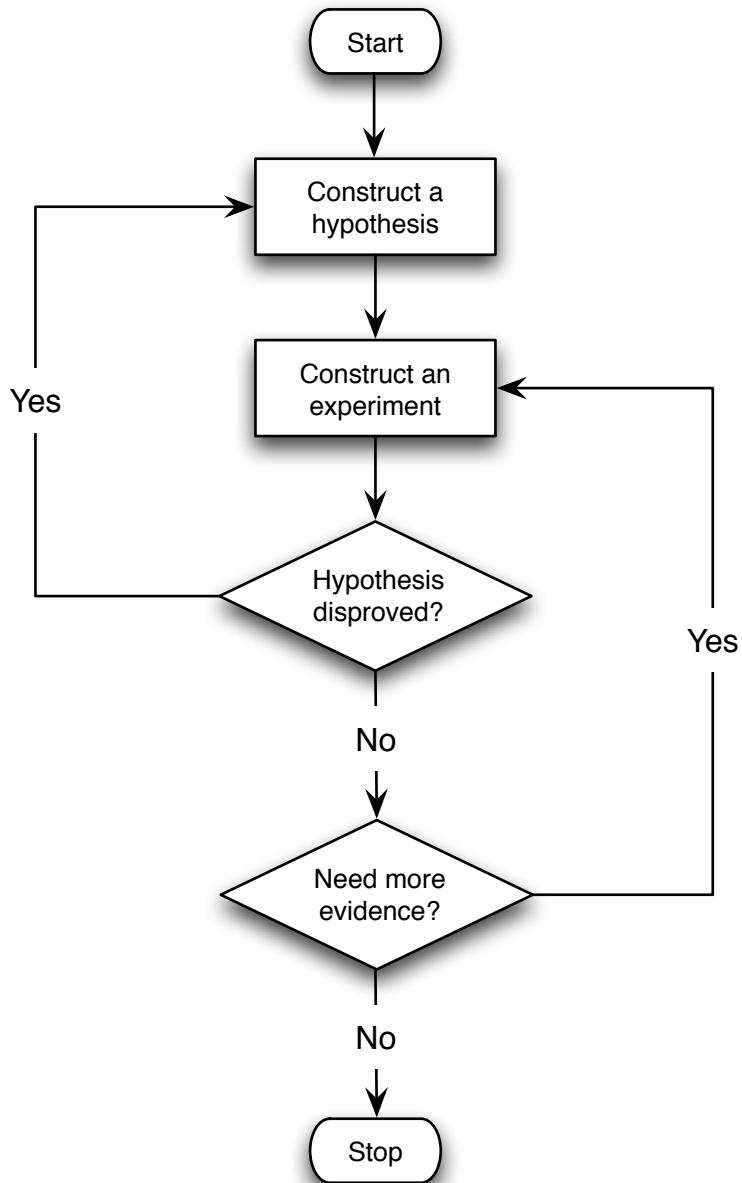 Start
Construct a
hypothesis
Construct an
experiment
Yes
Hypothesis
disproved?
Yes
No
Need more
evidence?
No
Stop